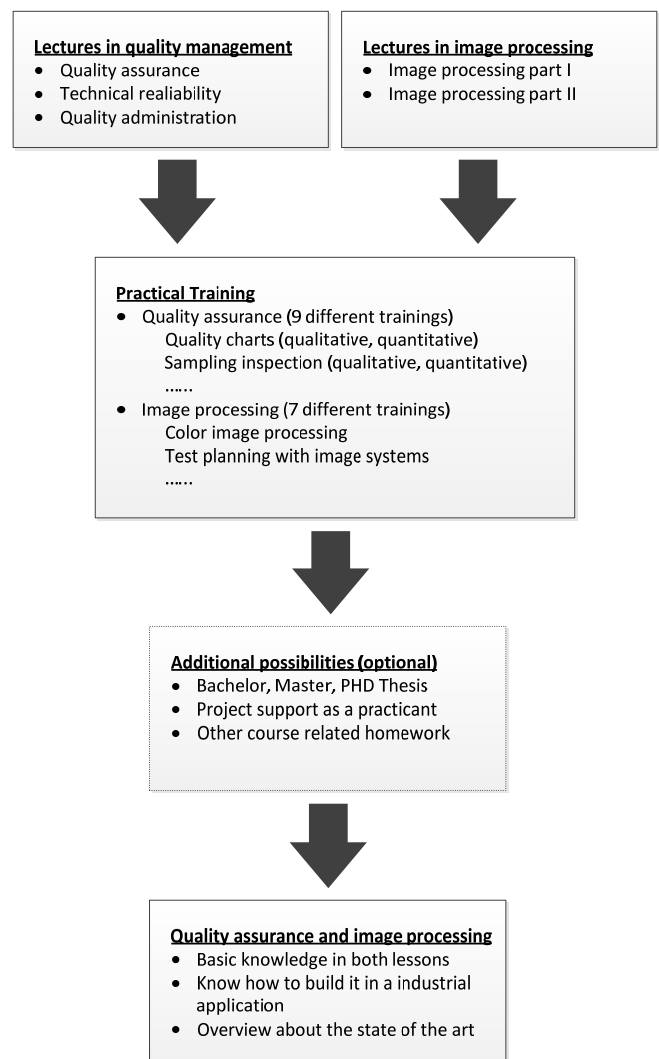 Lectures in quality management
• Quality assurance
• Technical realiability
• Quality administration
Lectures in image processing
• Image processing part I
• Image processing part II
Practical Training
• Quality assurance (9 different trainings)
Quality charts (qualitative, quantitative)
Sampling inspection (qualitative, quantitative)
......
• Image processing (7 different trainings)
Color image processing
Test planning with image systems
......
Additional possibilities (optional)
• Bachelor, Master, PHD Thesis
• Project support as a practicant
• Other course related homework
Quality assurance and image processing
• Basic knowledge in both lessons
• Know how to build it in a industrial
application
• Overview about the state of the art